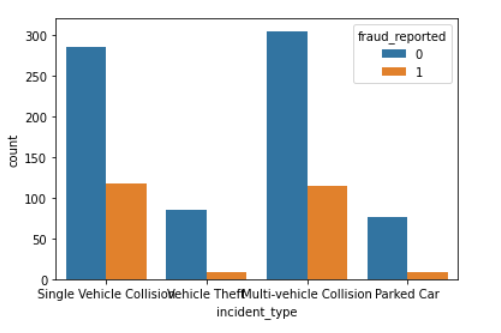 fraud_reported
0
1
300
250
200
150
100
50
0
count
Single Vehicle Collision Vehicle Theft Multi-vehicle Collision Parked Car
incident_type